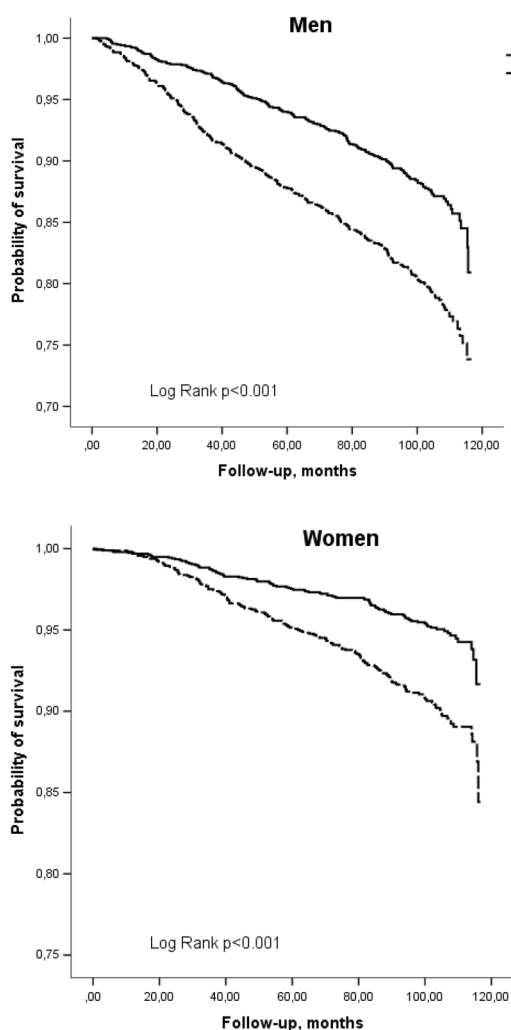 Men
1,00
0,95
0,90
0,85
0,80
0,75
0,70
Probability of survival
Log Rank p<0.001
,00 20,00 40,00 60,00 80,00 100,00 120,00
Follow-up, months
Women
1,00
0,95
0,90
0,85
0,80
0,75
Probability of survival
Log Rank p<0.001
,00 20,00 40,00 60,00 80,00 100,00 120,00
Follow-up, months